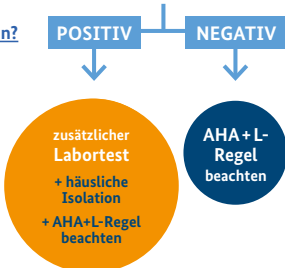 n?
POSITIV
NEGATIV
zusätzlicher
Labortest
+ häusliche
Isolation
+ AHA+L-Regel
beachten
AHA + L-
Regel
beachten